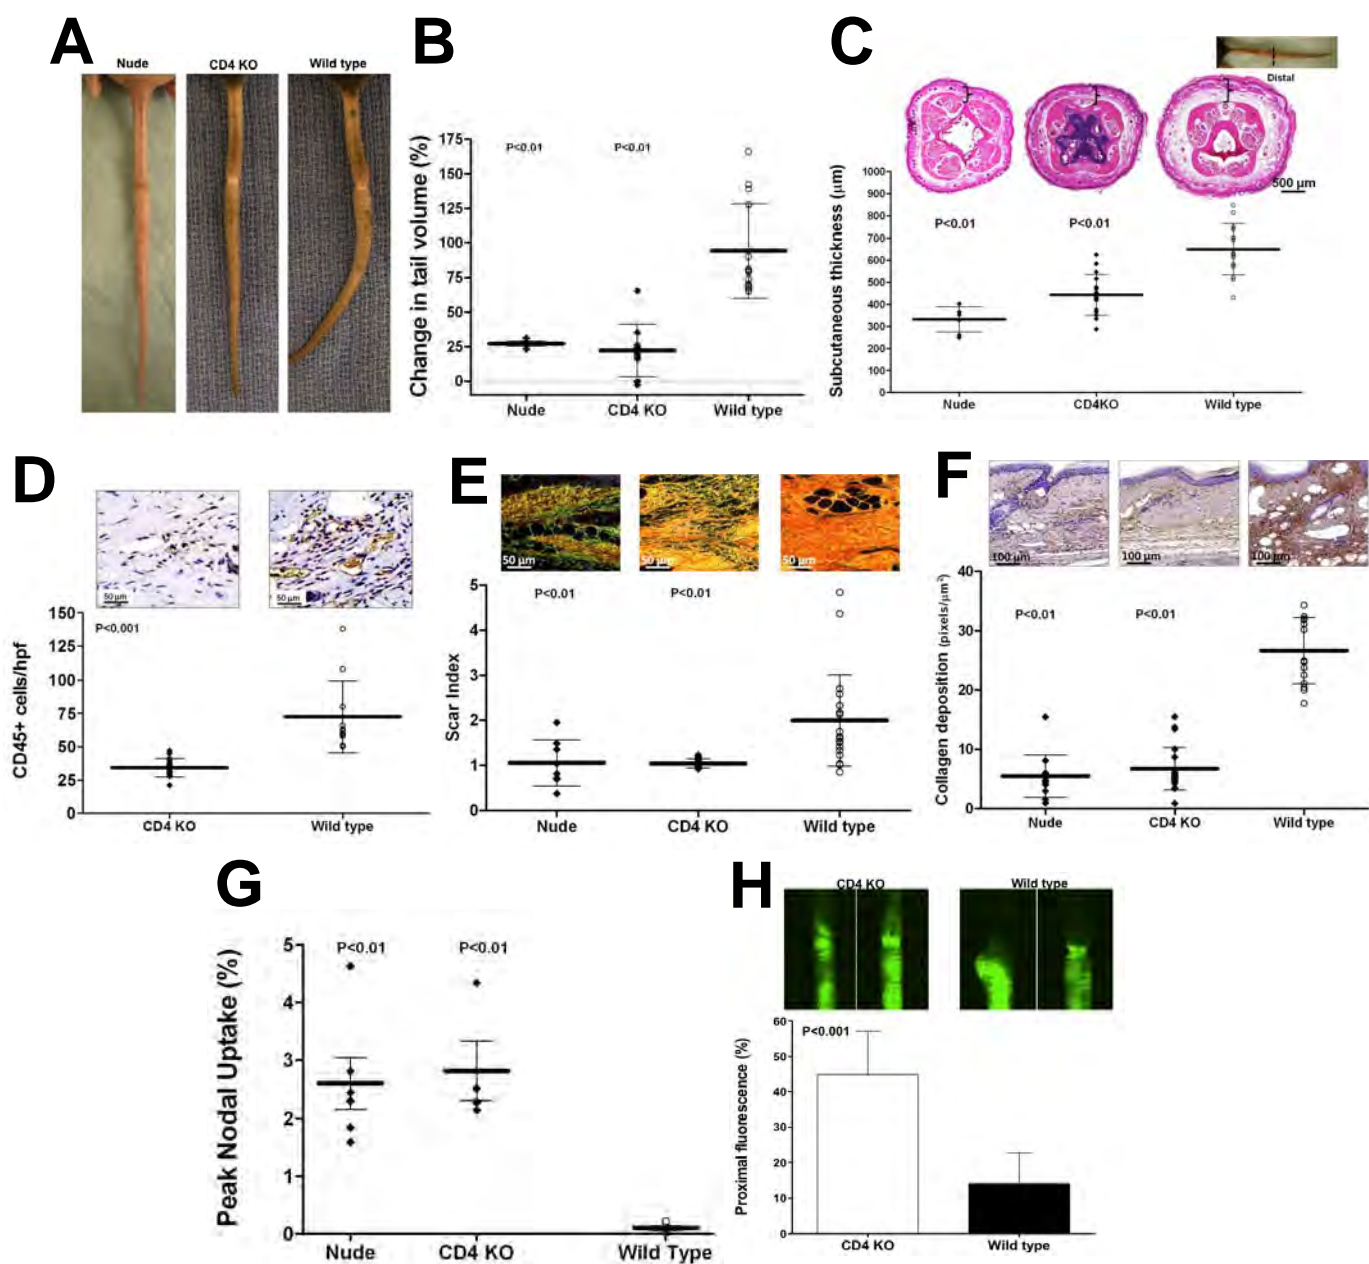 A
Nude
CD4 KO
Wild type
B
Change in tail volume (%)
175
150
125
100
75
50
25
0
P<0.01
P<0.01
Nude
CD4 KO
Wild type
C
Distal
500 µm
Subcutaneous thickness (µm)
1000
900
800
700
600
500
400
300
200
100
0
P<0.01
P<0.01
Nude
CD4KO
Wild type
D
50 µm
50 µm
CD45+ cells/hpf
150
125
100
75
50
25
0
P<0.001
CD4 KO
Wild type
E
50 µm
50 µm
50 µm
Scar Index
5
4
3
2
1
0
P<0.01
P<0.01
Nude
CD4 KO
Wild type
F
100 µm
100 µm
100 µm
Collagen deposition (pixels/µm²)
40
30
20
10
0
P<0.01
P<0.01
Nude
CD4 KO
Wild type
G
Peak Nodal Uptake (%)
5
4
3
2
1
0
P<0.01
P<0.01
Nude
CD4 KO
Wild Type
H
CD4 KO
Wild type
Proximal fluorescence (%)
60
50
40
30
20
10
0
P<0.001
CD4 KO
Wild type